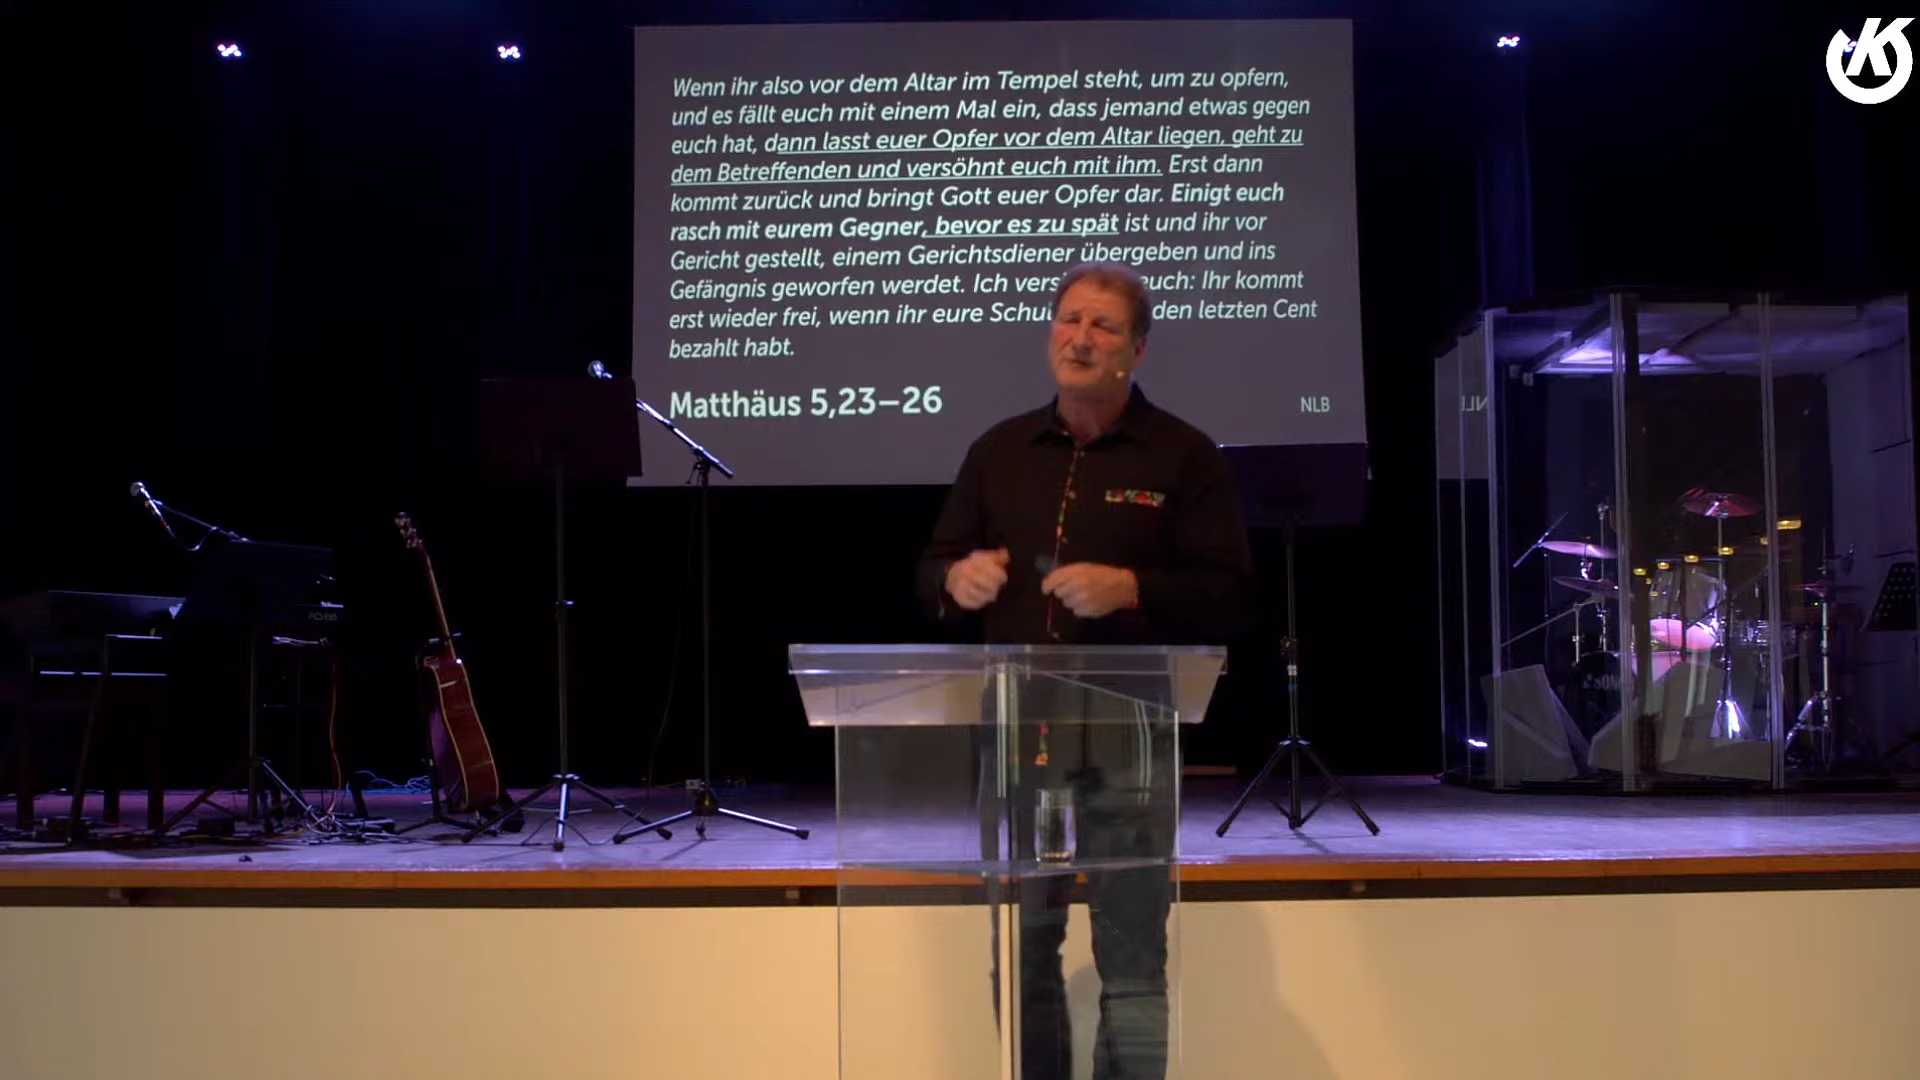 Wenn ihr also vor dem Altar im Tempel steht, um zu opfern,
und es fällt euch mit einem Mal ein, dass jemand etwas gegen
euch hat, dann lasst euer Opfer vor dem Altar liegen, geht zu
dem Betreffenden und versöhnt euch mit ihm. Erst dann
kommt zurück und bringt Gott euer Opfer dar. Einigt euch
rasch mit eurem Gegner, bevor es zu spät ist und ihr vor
Gericht gestellt, einem Gerichtsdiener übergeben und ins
Gefängnis geworfen werdet. Ich euch: Ihr kommt
erst wieder frei, wenn ihr eure den letzten Cent
bezahlt habt.
Matthäus 5,23–26
NLB